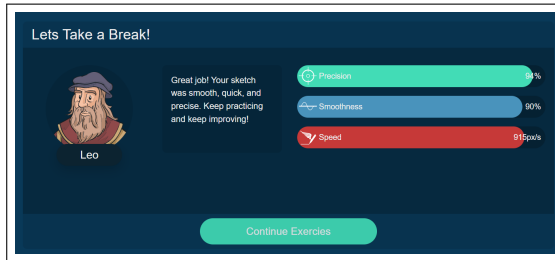 Lets Take a Break!
Great job! Your sketch
was smooth, quick, and
precise. Keep practicing
and keep improving!
Leo
Precision 94%
Smoothness 90%
Speed 915px/s
Continue Exercies